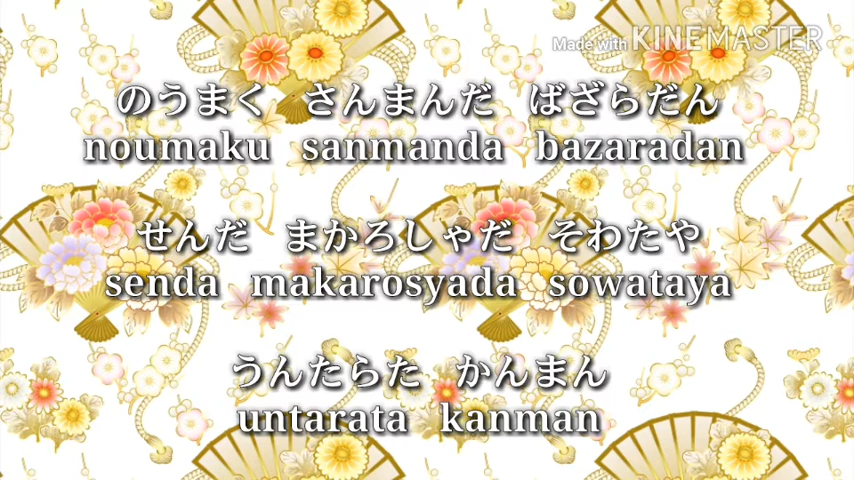 Made with KINEMASTER
のうまく さんまんだ ばざらだん
noumaku sanmanda bazaradan
せんだ まかろしゃだ そわたや
senda makarosyada sowataya
うんたらた かんまん
untarata kanman